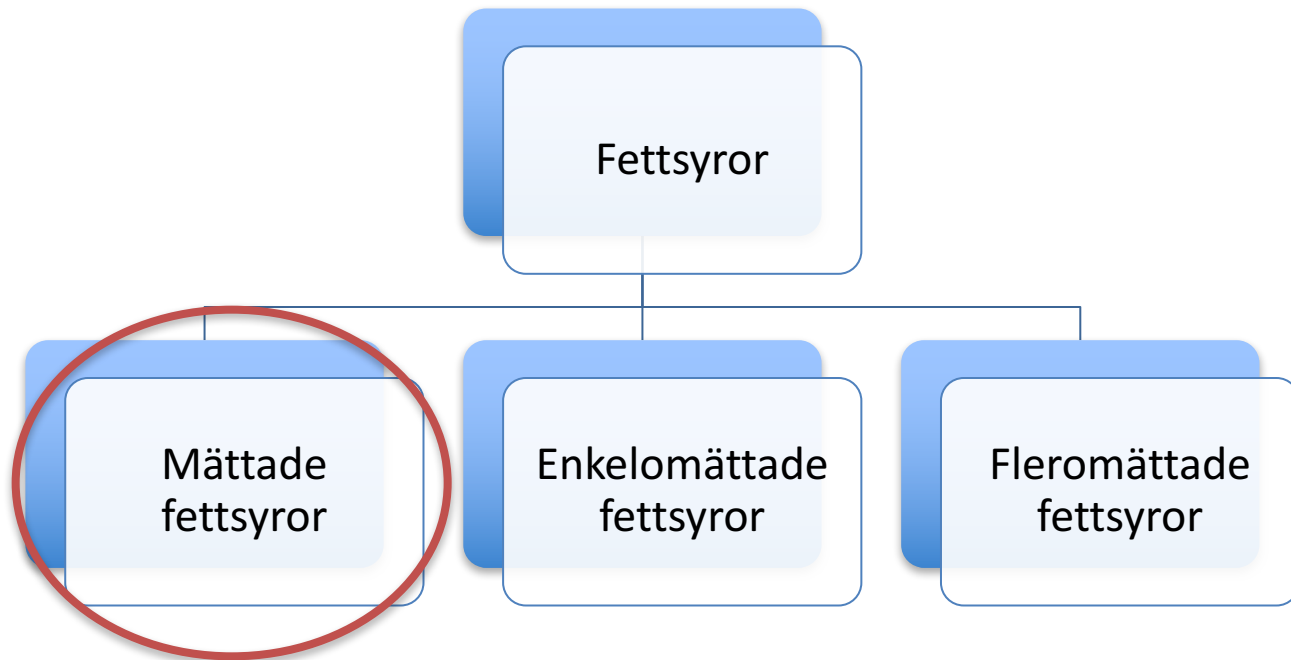 Fettsyror
Mättade
fettsyror
Enkelomättade
fettsyror
Fleromättade
fettsyror